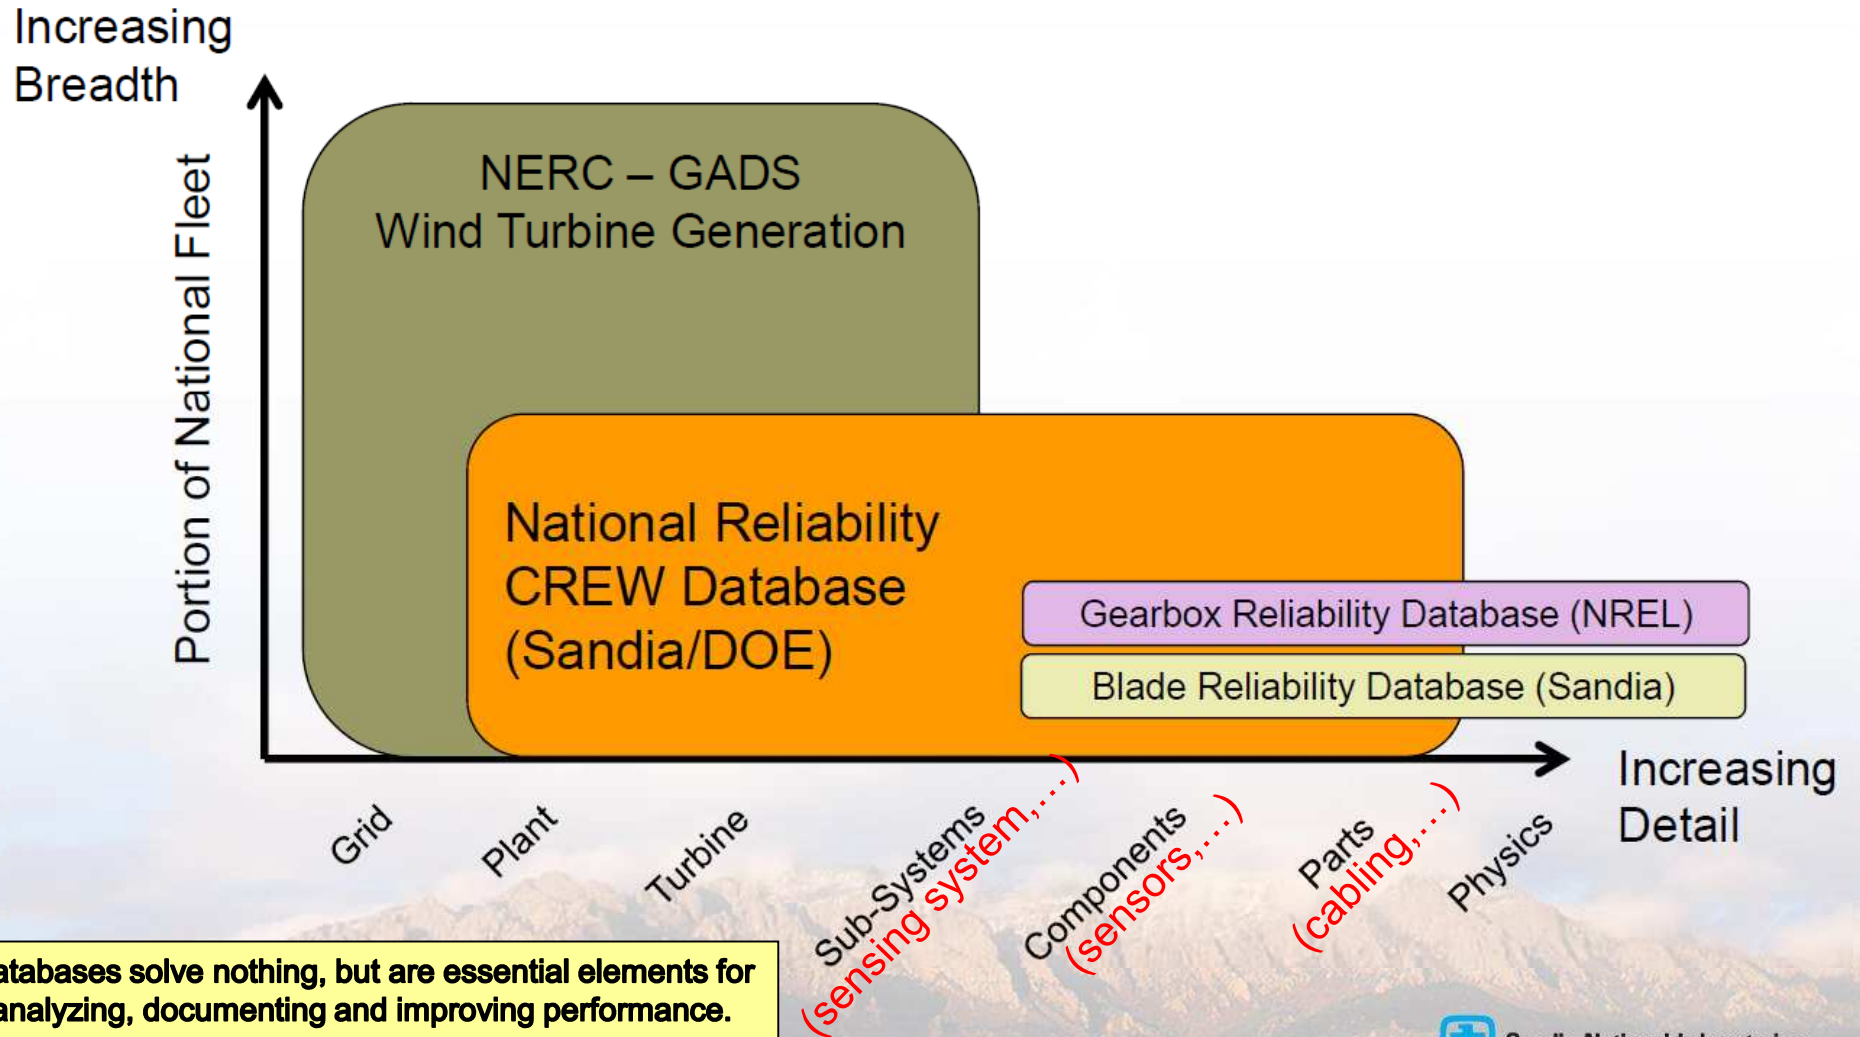 Increasing
Breadth
Portion of National Fleet
NERC – GADS
Wind Turbine Generation
National Reliability
CREW Database
(Sandia/DOE)
Gearbox Reliability Database (NREL)
Blade Reliability Database (Sandia)
Increasing
Detail
Grid
Plant
Turbine
Sub-Systems
(sensing system,...)
Components
(sensors,...)
Parts
(cabling,...)
Physics
atabases solve nothing, but are essential elements for
analyzing, documenting and improving performance.